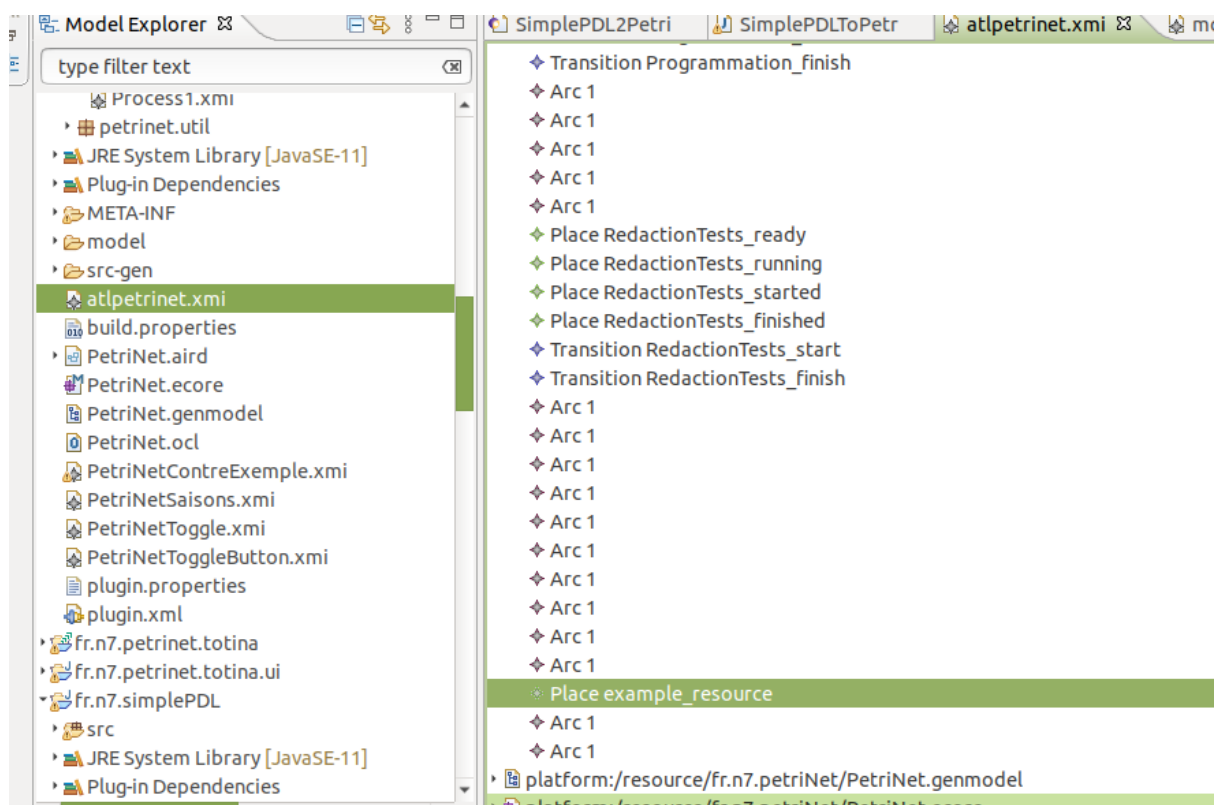 Model Explorer
type filter text
Process1.xmi
petrinet.util
JRE System Library [JavaSE-11]
Plug-in Dependencies
META-INF
model
src-gen
atlpetrinet.xmi
build.properties
PetriNet.aird
PetriNet.ecore
PetriNet.genmodel
PetriNet.ocl
PetriNetContreExemple.xmi
PetriNetSaisons.xmi
PetriNetToggle.xmi
PetriNetToggleButton.xmi
plugin.properties
plugin.xml
fr.n7.petrinet.totina
fr.n7.petrinet.totina.ui
fr.n7.simplePDL
src
JRE System Library [JavaSE-11]
Plug-in Dependencies
SimplePDL2Petri SimplePDLToPetr atlpetrinet.xmi
Transition Programmation_finish
Arc 1
Arc 1
Arc 1
Arc 1
Arc 1
Place RedactionTests_ready
Place RedactionTests_running
Place RedactionTests_started
Place RedactionTests_finished
Transition RedactionTests_start
Transition RedactionTests_finish
Arc 1
Arc 1
Arc 1
Arc 1
Arc 1
Arc 1
Arc 1
Arc 1
Arc 1
Arc 1
Place example_resource
Arc 1
Arc 1
platform:/resource/fr.n7.petriNet/PetriNet.genmodel